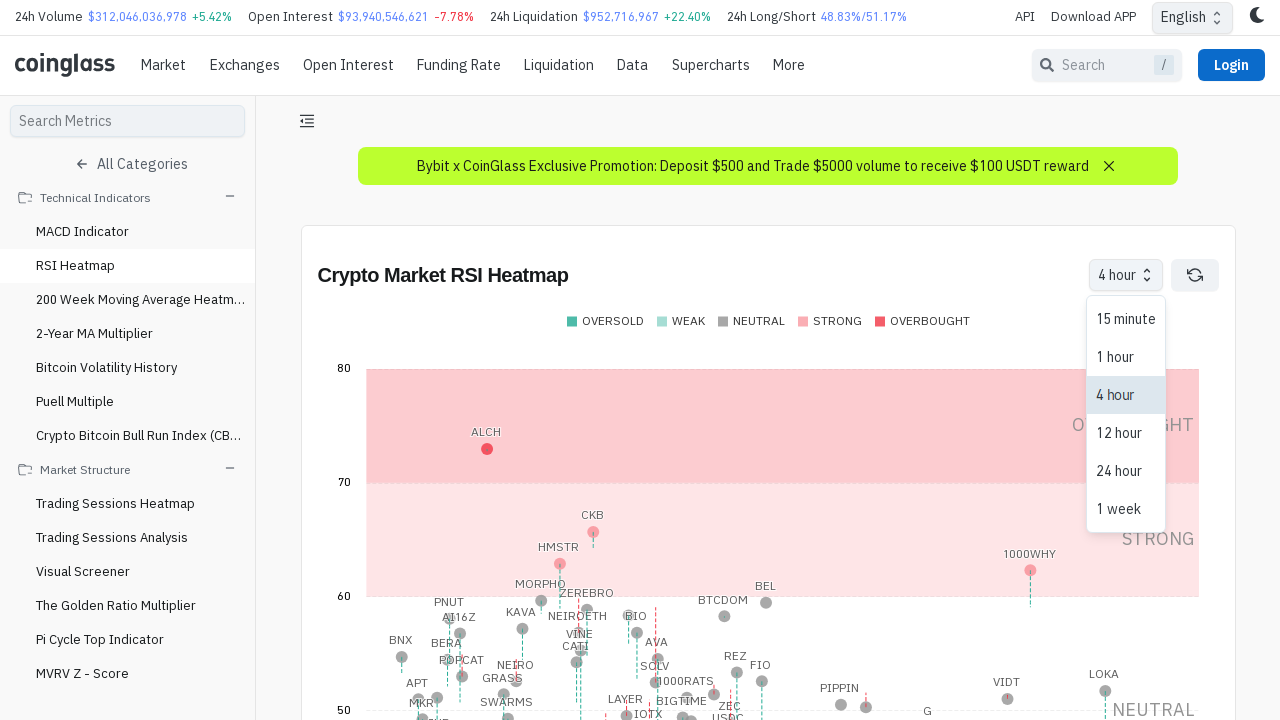 24h Volume $312,046,036,978 +5.42% Open Interest $93,940,546,621 -7.78% 24h Liquidation $952,716,967 +22.40% 24h Long/Short 48.83%/51.17% API Download APP English
coinglass Market Exchanges Open Interest Funding Rate Liquidation Data Supercharts More Search / Login
Search Metrics
All Categories
Technical Indicators
MACD Indicator
RSI Heatmap
200 Week Moving Average Heatm...
2-Year MA Multiplier
Bitcoin Volatility History
Puell Multiple
Crypto Bitcoin Bull Run Index (CB...
Market Structure
Trading Sessions Heatmap
Trading Sessions Analysis
Visual Screener
The Golden Ratio Multiplier
Pi Cycle Top Indicator
MVRV Z - Score
Bybit x CoinGlass Exclusive Promotion: Deposit $500 and Trade $5000 volume to receive $100 USDT reward
Crypto Market RSI Heatmap
4 hour
15 minute
1 hour
4 hour
12 hour
24 hour
1 week
OVERSOLD WEAK NEUTRAL STRONG OVERBOUGHT
80
ALCH
70
CKB
STRONG
HMSTR
1000WHY
MORPHO
BEL
ZEREBRO
60
BTCDOM
PNUT
KAVA
NEIROETH
BIO
AI16Z
VINE
BNX
BERA
AVA
CATI
REZ
POPCAT
NEIRO
SOLV
FIO
LOKA
GRASS
1000RATS
APT
VIDT
PIPPIN
LAYER
MKR
SWARMS
BIGTIME
ZEC
50
NEUTRAL
G
IOTX
USDC